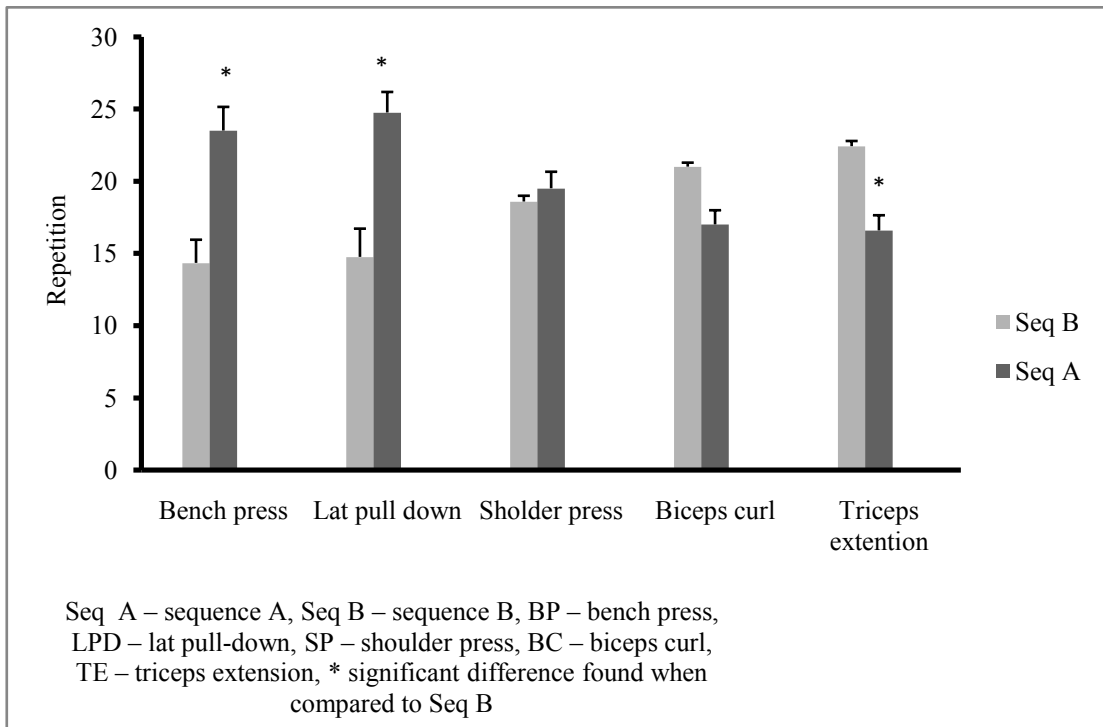 30
25
20
15
10
5
0
Repetition
*
*
*
Seq B
Seq A
Bench press
Lat pull down
Sholder press
Biceps curl
Triceps
extention
Seq A – sequence A, Seq B – sequence B, BP – bench press,
LPD – lat pull-down, SP – shoulder press, BC – biceps curl,
TE – triceps extension, * significant difference found when
compared to Seq B